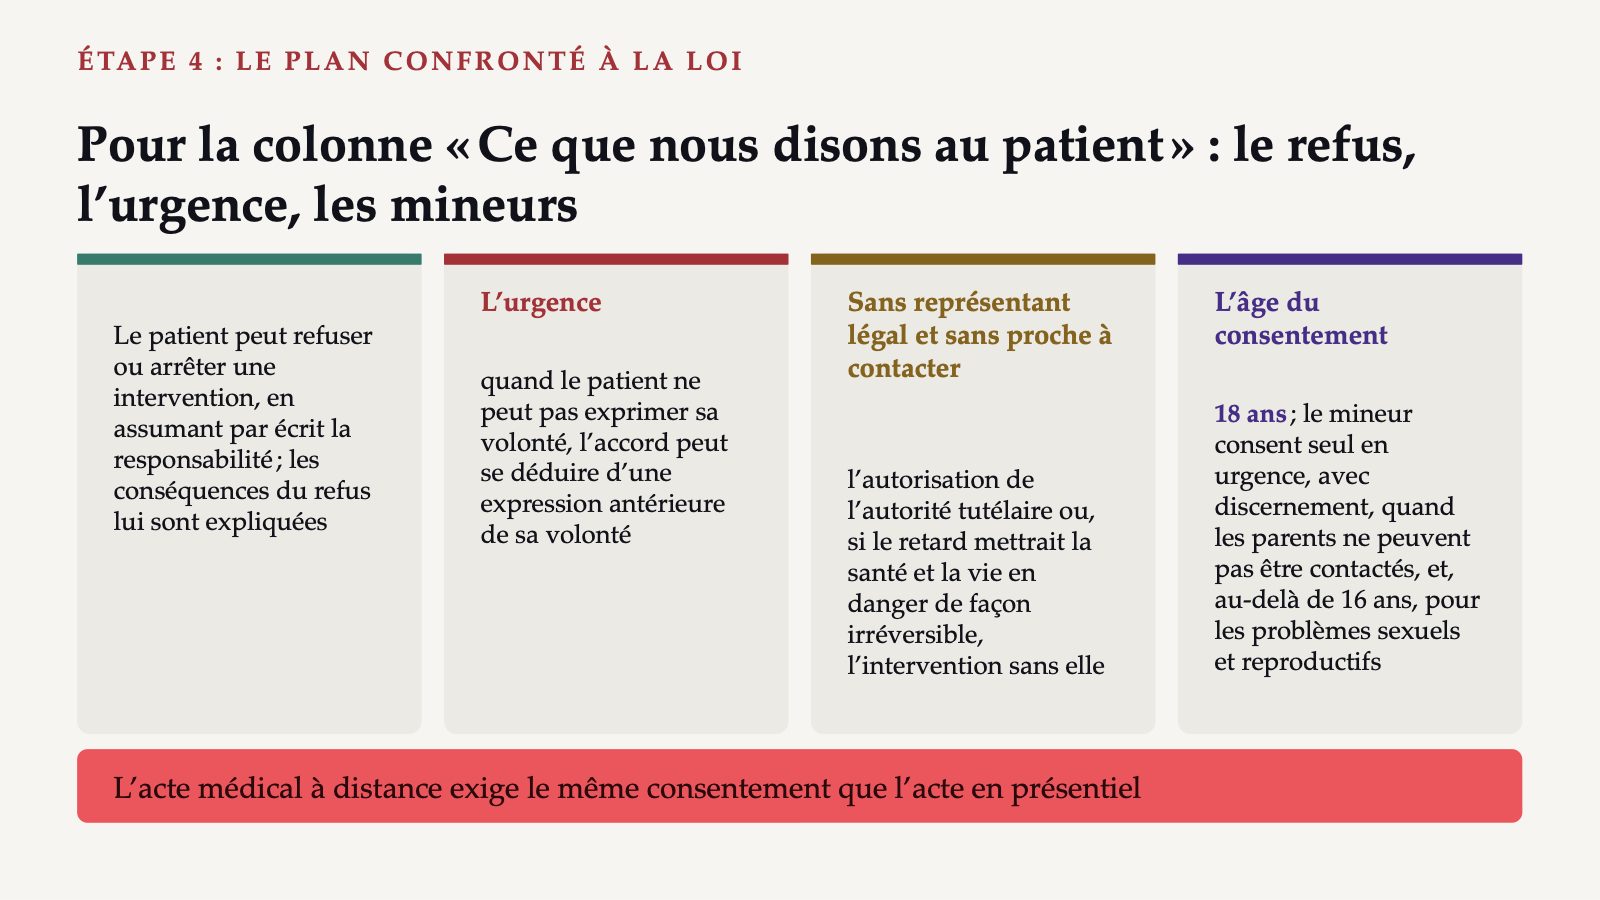 ÉTAPE 4 : LE PLAN CONFRONTÉ À LA LOI
Pour la colonne « Ce que nous disons au patient » : le refus,
l’urgence, les mineurs
Le patient peut refuser
ou arrêter une
intervention, en
assumant par écrit la
responsabilité ; les
conséquences du refus
lui sont expliquées
L’urgence
quand le patient ne
peut pas exprimer sa
volonté, l’accord peut
se déduire d’une
expression antérieure
de sa volonté
Sans représentant
légal et sans proche à
contacter
l’autorisation de
l’autorité tutélaire ou,
si le retard mettrait la
santé et la vie en
danger de façon
irréversible,
l’intervention sans elle
L’âge du
consentement
18 ans ; le mineur
consent seul en
urgence, avec
discernement, quand
les parents ne peuvent
pas être contactés, et,
au-delà de 16 ans, pour
les problèmes sexuels
et reproductifs
L’acte médical à distance exige le même consentement que l’acte en présentiel